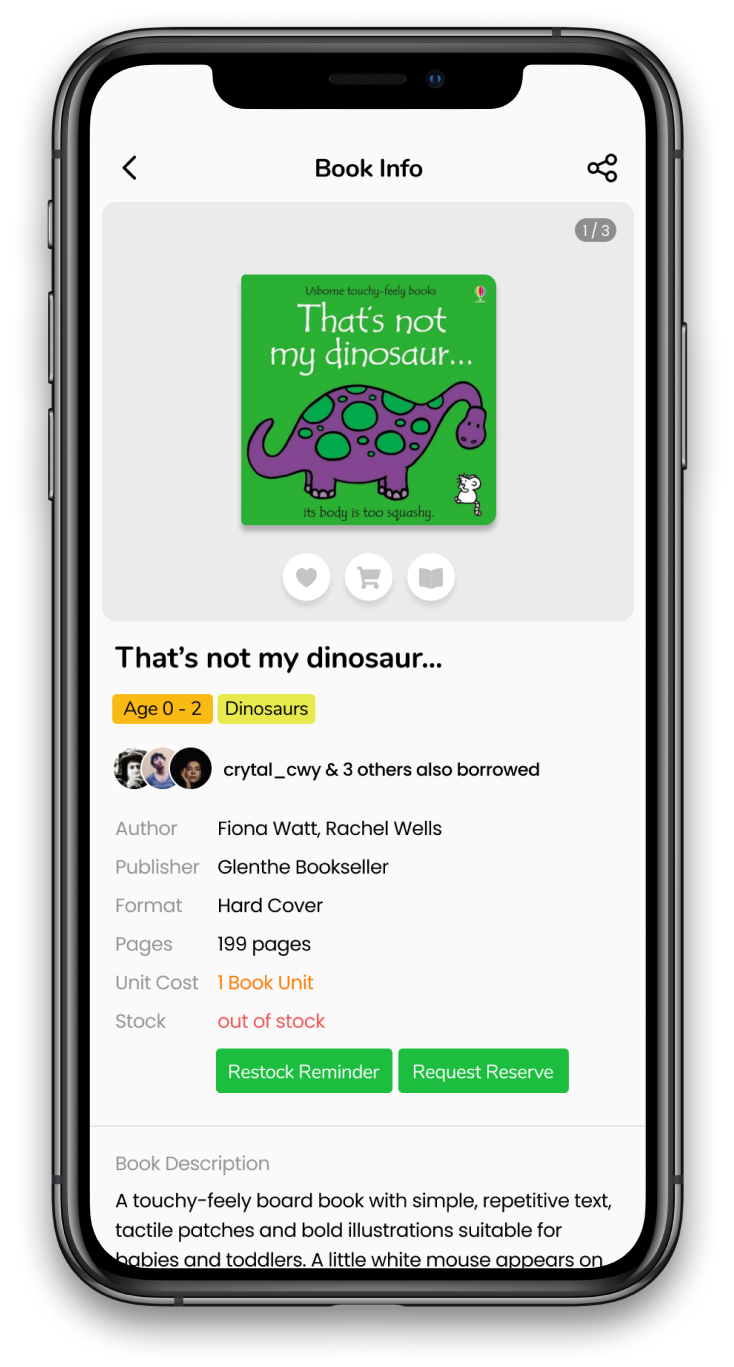 Book Info
1 / 3
Usborne touchy-feely books
That's not
my dinosaur...
its body is too squashy.
That's not my dinosaur...
Age 0 - 2 Dinosaurs
crytal_cwy & 3 others also borrowed
Author Fiona Watt, Rachel Wells
Publisher Glenthe Bookseller
Format Hard Cover
Pages 199 pages
Unit Cost 1 Book Unit
Stock out of stock
Restock Reminder Request Reserve
Book Description
A touchy-feely board book with simple, repetitive text,
tactile patches and bold illustrations suitable for
babies and toddlers. A little white mouse appears on